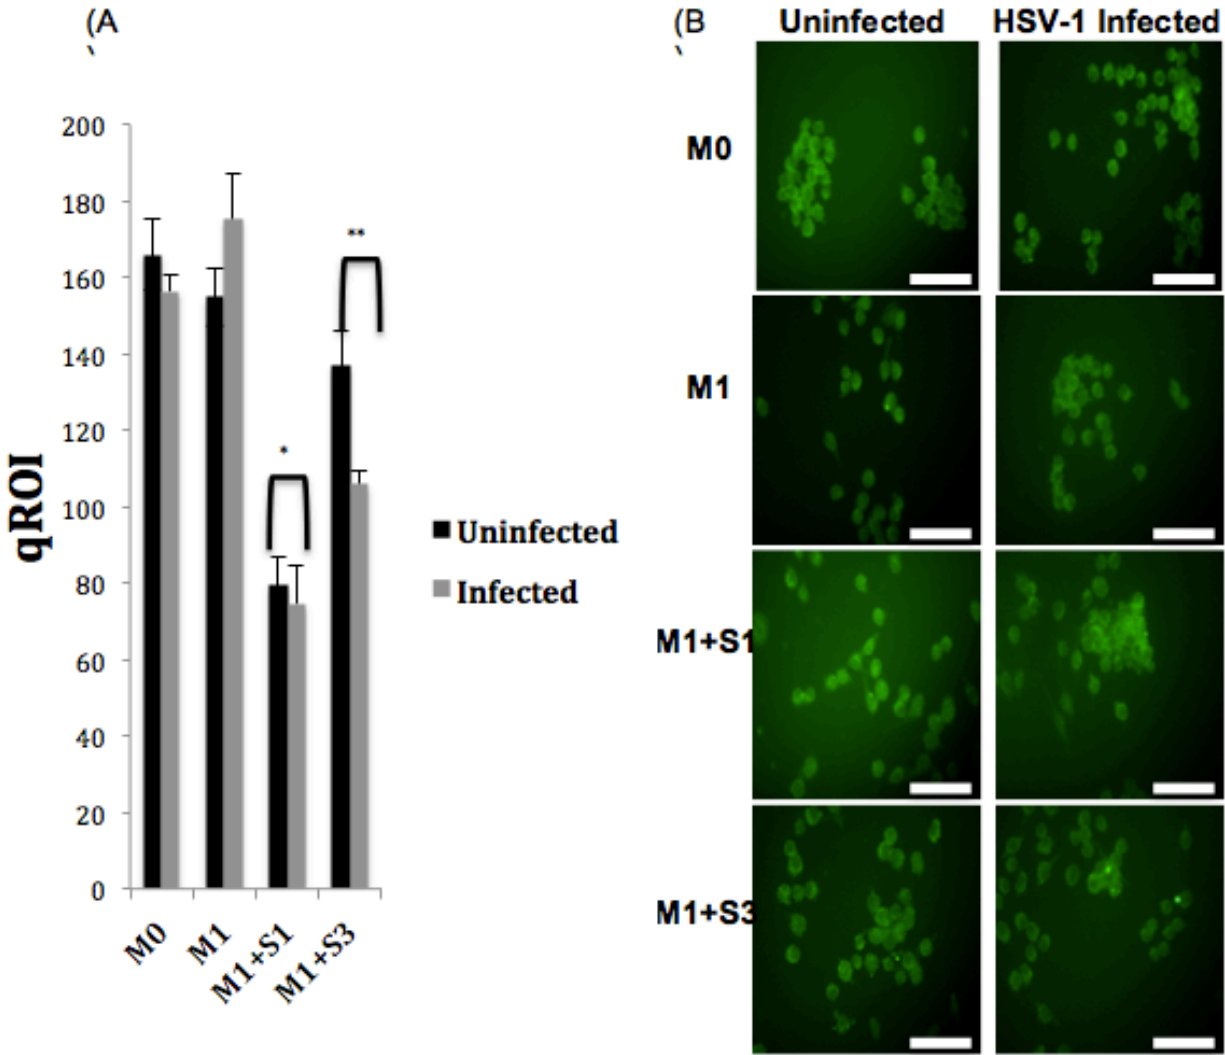 (A
)
200
180
160
140
120
100
80
60
40
20
0
qROI
**
*
Uninfected
Infected
M0
M1
M1+S1
M1+S3
(B
)
Uninfected
HSV-1 Infected
M0
M1
M1+S1
M1+S3